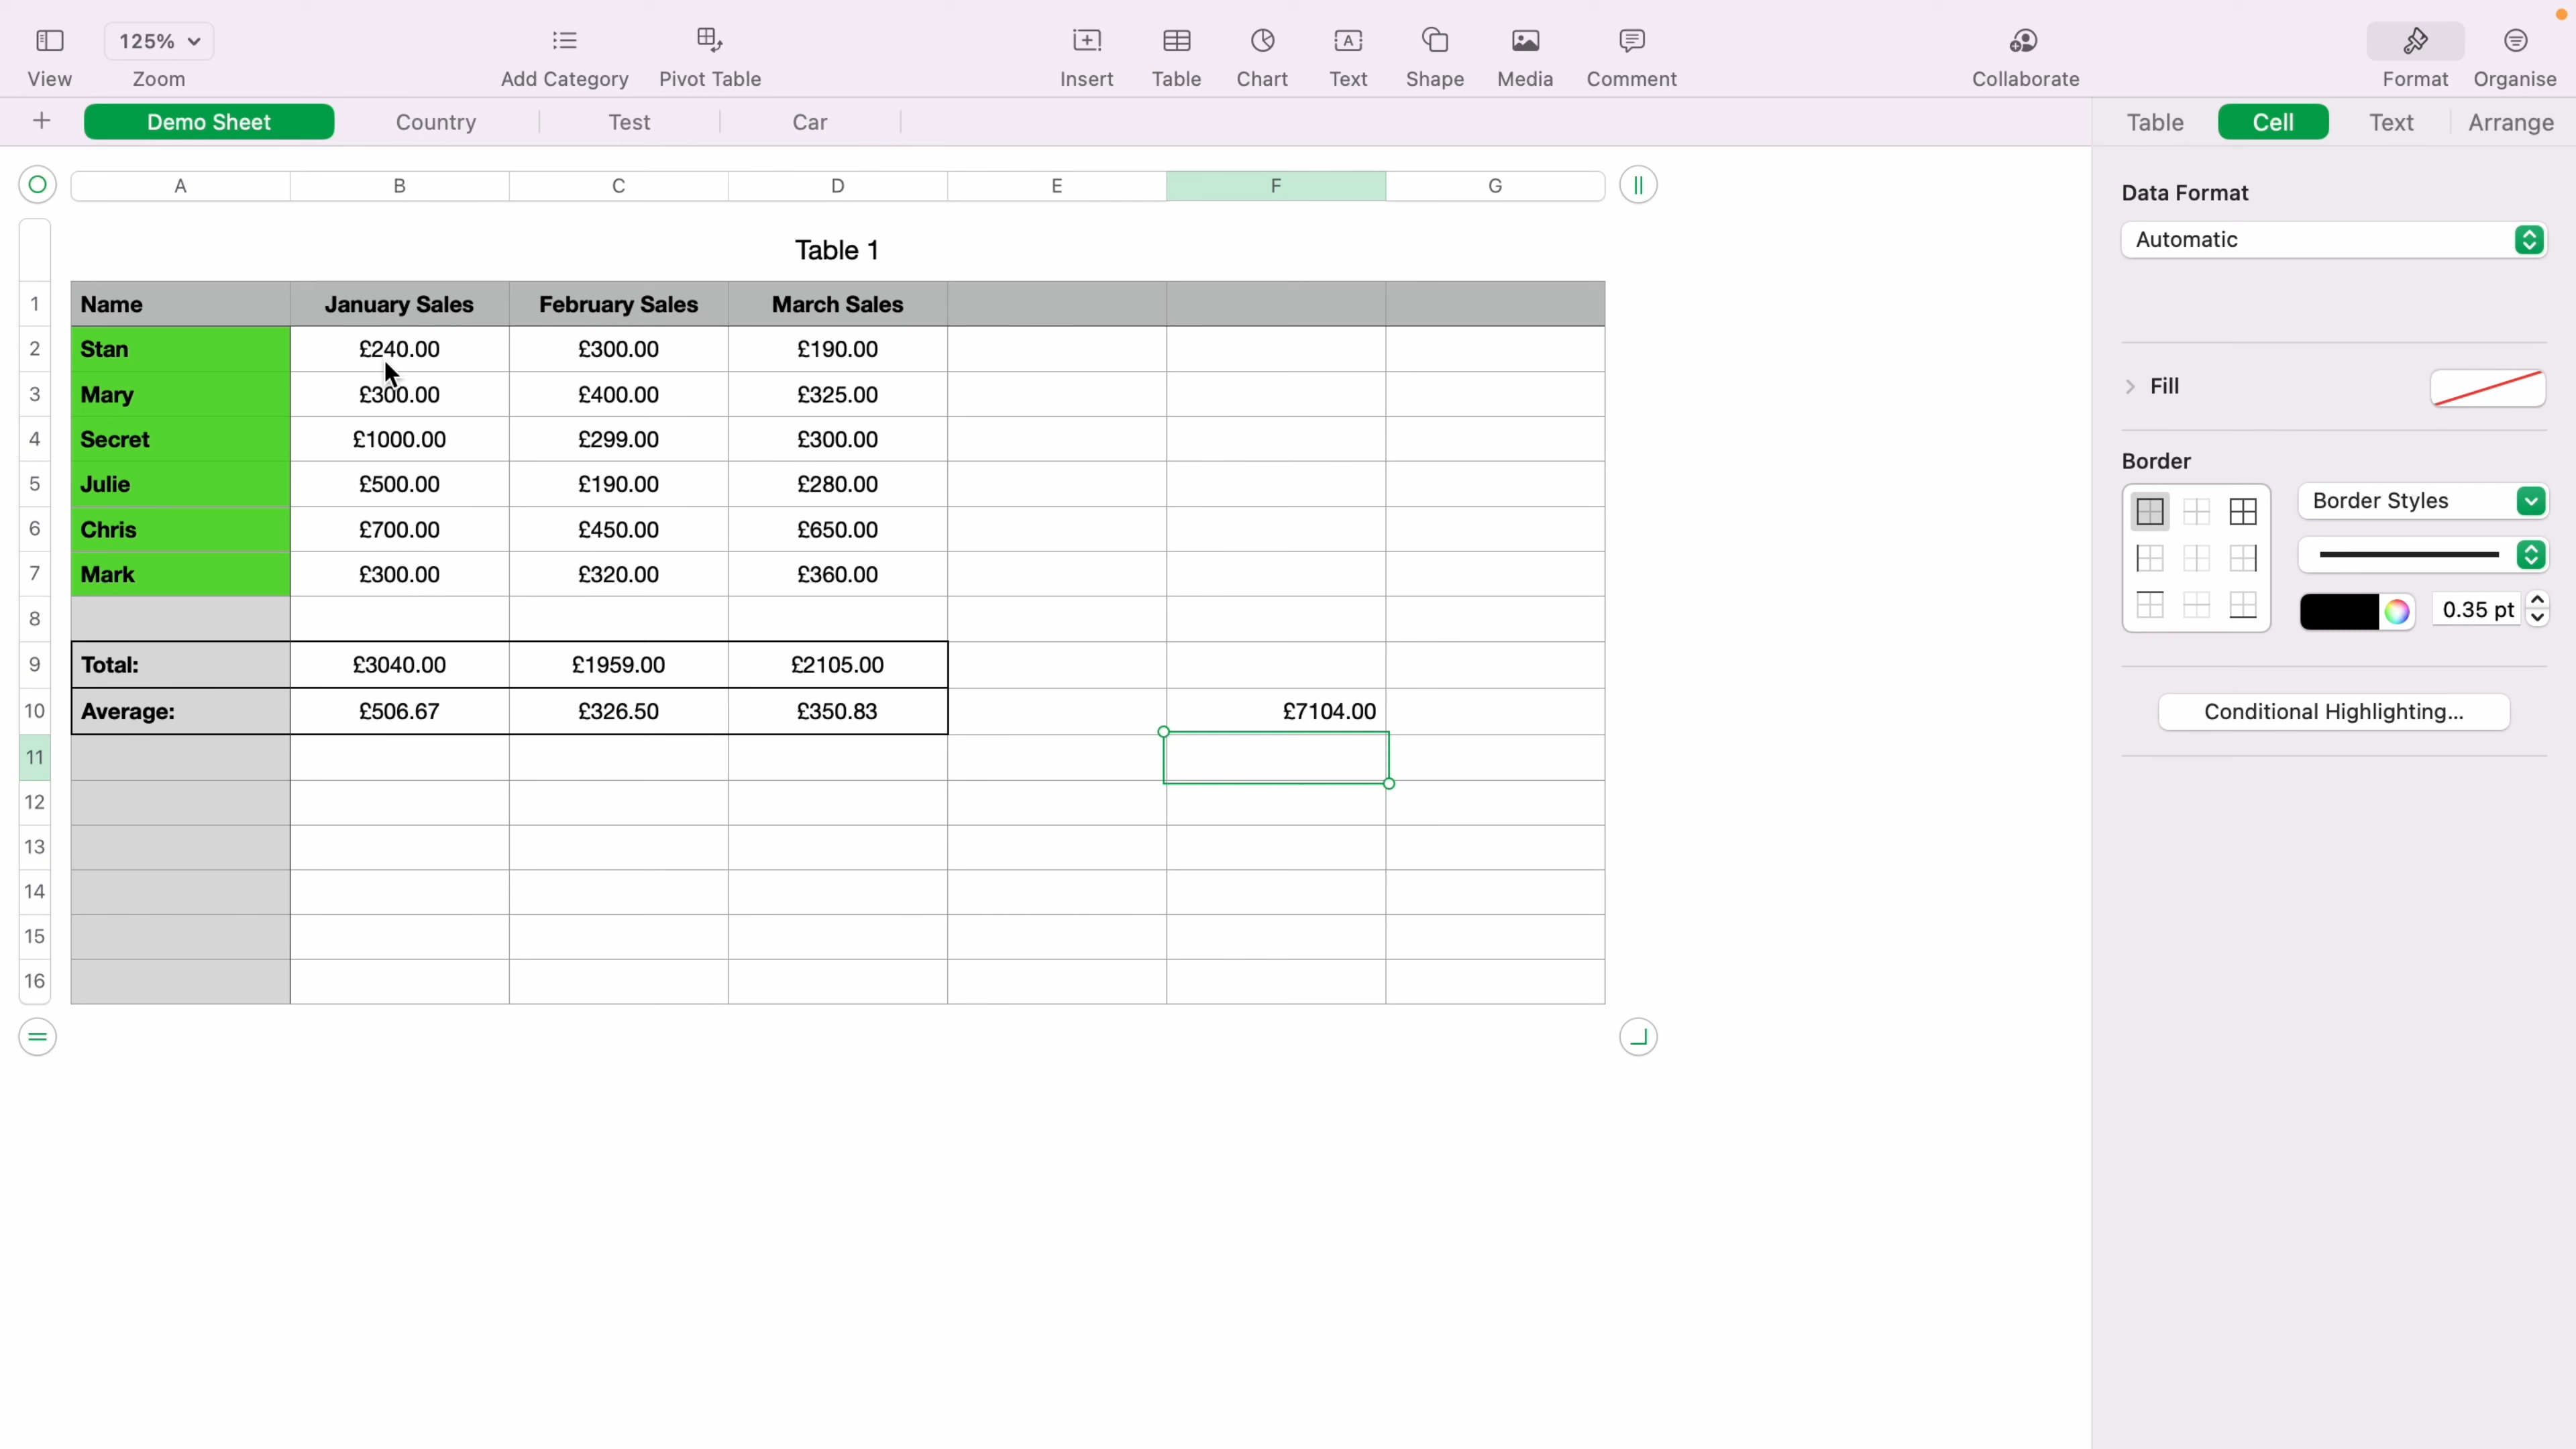 125%
View Zoom Add Category Pivot Table Insert Table Chart Text Shape Media Comment Collaborate Format Organise
Demo Sheet Country Test Car Table Cell Text Arrange
A B C D E F G
Table 1
1 Name January Sales February Sales March Sales
2 Stan £240.00 £300.00 £190.00
3 Mary £300.00 £400.00 £325.00
4 Secret £1000.00 £299.00 £300.00
5 Julie £500.00 £190.00 £280.00
6 Chris £700.00 £450.00 £650.00
7 Mark £300.00 £320.00 £360.00
8
9 Total: £3040.00 £1959.00 £2105.00
10 Average: £506.67 £326.50 £350.83 £7104.00
11
12
13
14
15
16
Data Format
Automatic
Fill
Border
Border Styles
0.35 pt
Conditional Highlighting...